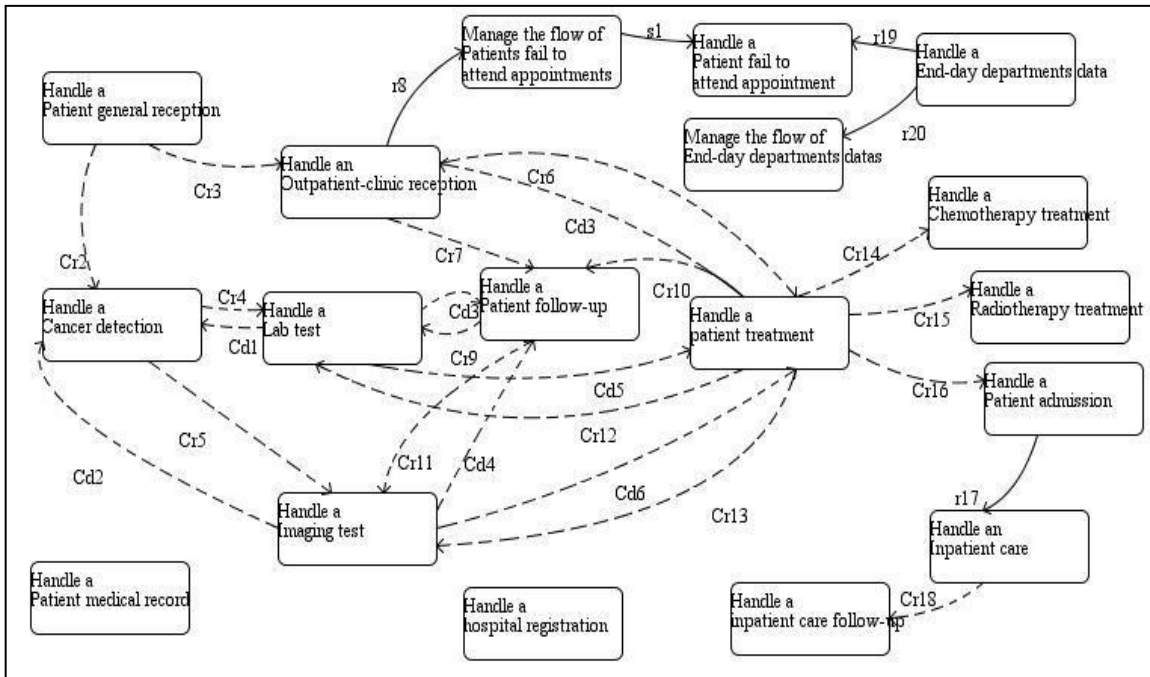 Manage the flow of
Patients fail to
attend appointments
s1
Handle a
Patient fail to
attend appointment
r19
Handle a
End-day departments data
r8
r20
Handle a
Patient general reception
Manage the flow of
End-day departments datas
Cr3
Handle an
Outpatient-clinic reception
Cr6
Cd3
Handle a
Chemotherapy treatment
Cr14
Cr7
Cr2
Handle a
Cancer detection
Cr4
Cd1
Handle a
Lab test
Cd3
Handle a
Patient follow-up
Cr10
Handle a
patient treatment
Cr15
Handle a
Radiotherapy treatment
Cr9
Cd5
Cr16
Handle a
Patient admission
Cr5
Cd2
Cr11
Cd4
Cr12
Cd6
Cr13
Handle a
Imaging test
r17
Handle an
Inpatient care
Handle a
Patient medical record
Handle a
hospital registration
Cr18
Handle a
inpatient care follow-up